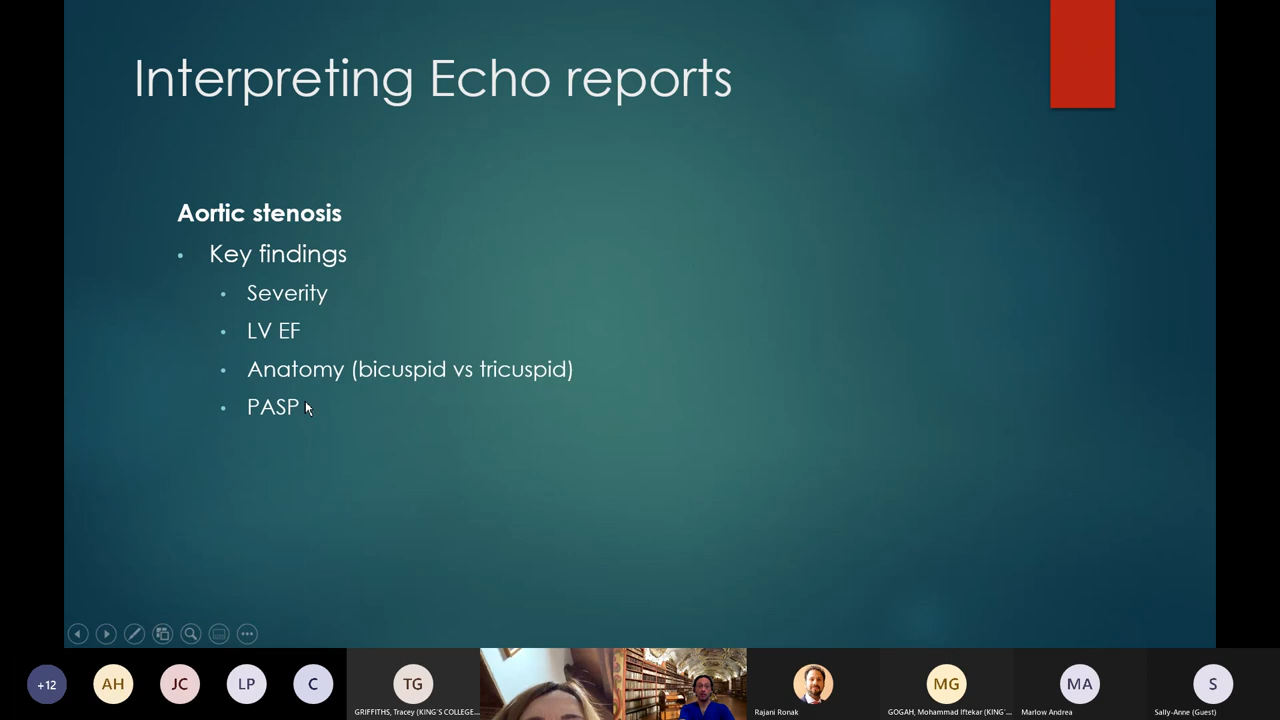 Interpreting Echo reports
Aortic stenosis
• Key findings
• Severity
• LV EF
• Anatomy (bicuspid vs tricuspid)
• PASP
+12
AH
JC
LP
C
TG
GRIFFITHS, Tracey (KING'S COLLEGE...
Rajani Ronak
MG
GOGAH, Mohammad Iftekar (KING'...
MA
Marlow Andrea
S
Sally-Anne (Guest)